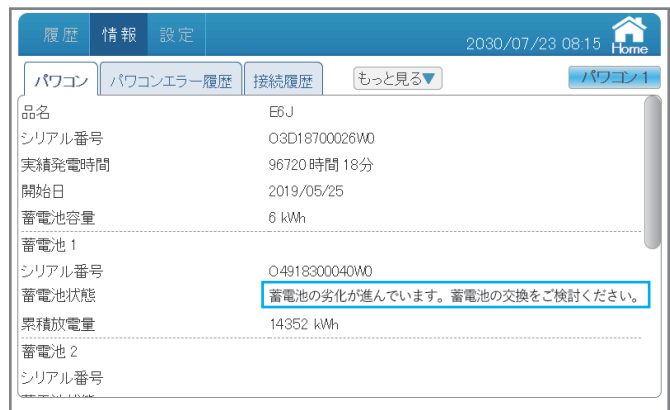 履歴 情報 設定 2030/07/23 08:15 Home
パワコン パワコンエラー履歴 接続履歴 もっと見る▼ パワコン1
品名 E6J
シリアル番号 O3D18700026W0
実績発電時間 96720時間18分
開始日 2019/05/25
蓄電池容量 6 kWh
蓄電池 1
シリアル番号 O4918300040W0
蓄電池状態 蓄電池の劣化が進んでいます。蓄電池の交換をご検討ください。
累積放電量 14352 kWh
蓄電池 2
シリアル番号